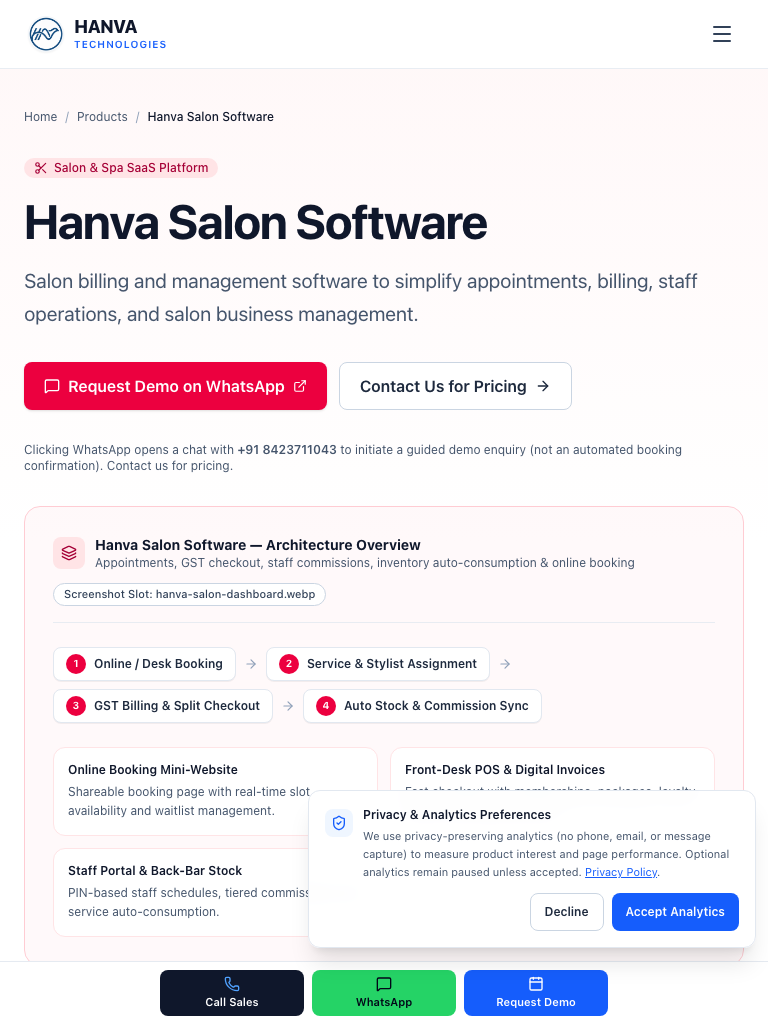 HANVA
TECHNOLOGIES
Home / Products / Hanva Salon Software
Salon & Spa SaaS Platform
Hanva Salon Software
Salon billing and management software to simplify appointments, billing, staff
operations, and salon business management.
Request Demo on WhatsApp
Contact Us for Pricing
Clicking WhatsApp opens a chat with +91 8423711043 to initiate a guided demo enquiry (not an automated booking
confirmation). Contact us for pricing.
Hanva Salon Software — Architecture Overview
Appointments, GST checkout, staff commissions, inventory auto-consumption & online booking
Screenshot Slot: hanva-salon-dashboard.webp
1 Online / Desk Booking
2 Service & Stylist Assignment
3 GST Billing & Split Checkout
4 Auto Stock & Commission Sync
Online Booking Mini-Website
Shareable booking page with real-time slot
availability and waitlist management.
Front-Desk POS & Digital Invoices
Staff Portal & Back-Bar Stock
PIN-based staff schedules, tiered
service auto-consumption.
Privacy & Analytics Preferences
We use privacy-preserving analytics (no phone, email, or message
capture) to measure product interest and page performance. Optional
analytics remain paused unless accepted. Privacy Policy.
Decline
Accept Analytics
Call Sales
WhatsApp
Request Demo